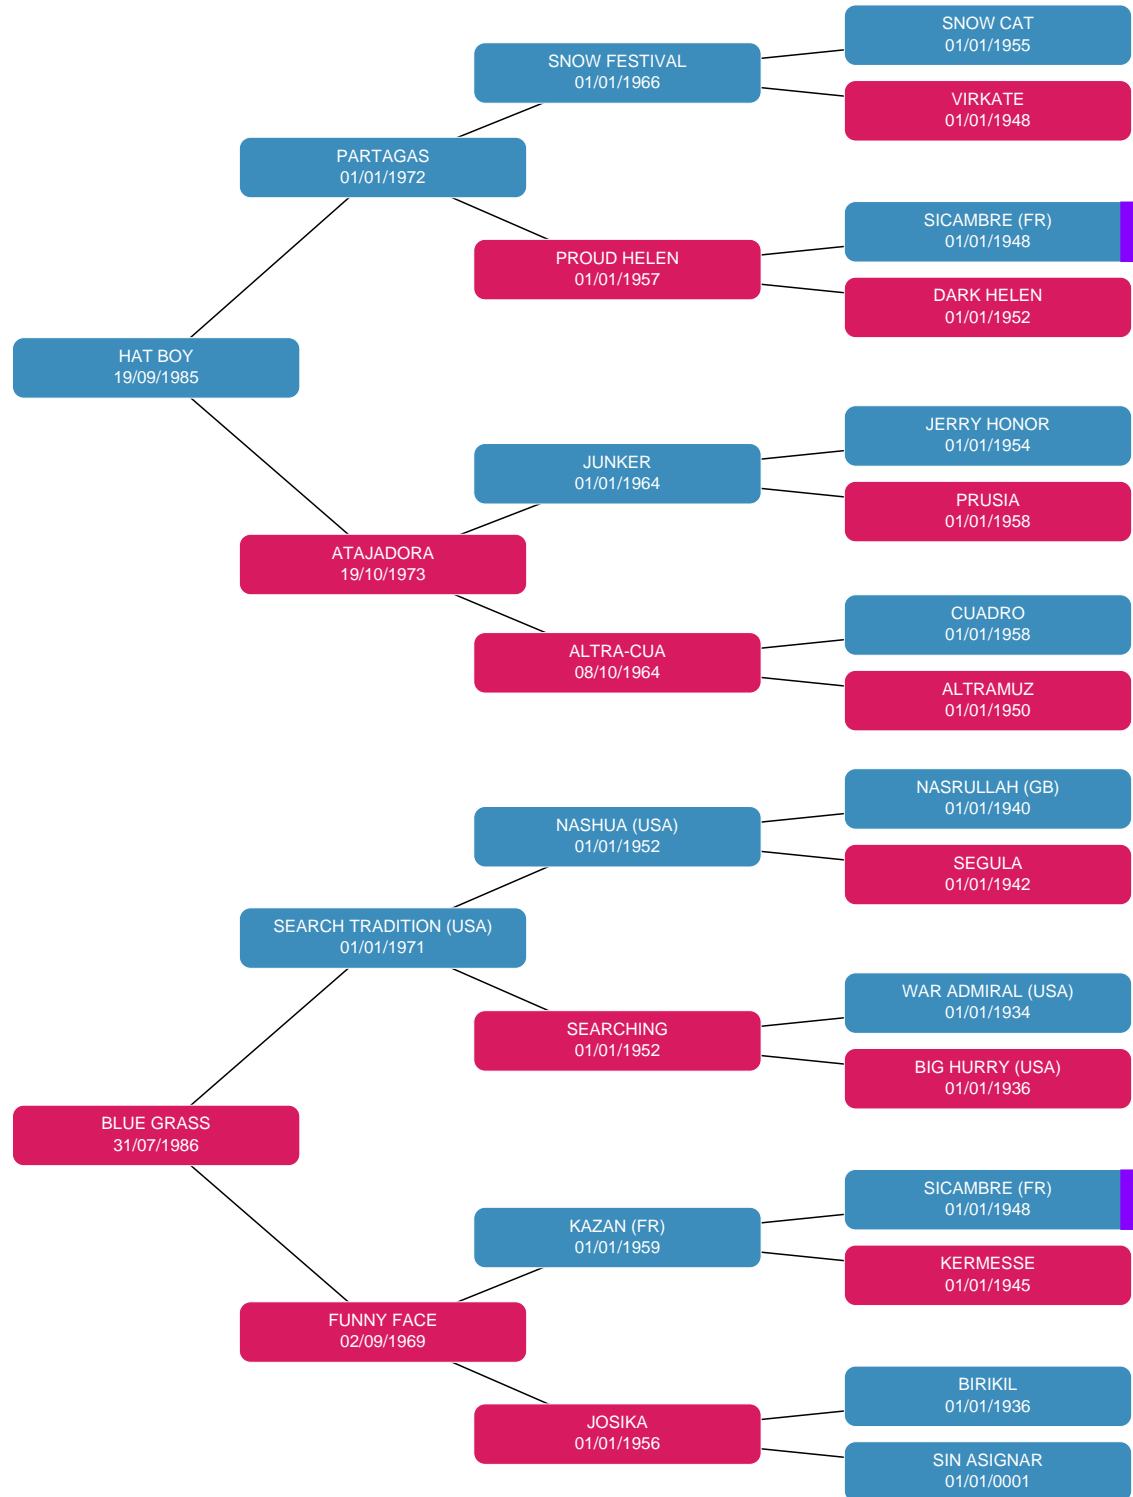 SNOW CAT
01/01/1955
SNOW FESTIVAL
01/01/1966
VIRKATE
01/01/1948
PARTAGAS
01/01/1972
SICAMBRE (FR)
01/01/1948
PROUD HELEN
01/01/1957
DARK HELEN
01/01/1952
HAT BOY
19/09/1985
JERRY HONOR
01/01/1954
JUNKER
01/01/1964
PRUSIA
01/01/1958
ATAJADORA
19/10/1973
CUADRO
01/01/1958
ALTRA-CUA
08/10/1964
ALTRAMUZ
01/01/1950
NASRULLAH (GB)
01/01/1940
NASHUA (USA)
01/01/1952
SEGULA
01/01/1942
SEARCH TRADITION (USA)
01/01/1971
WAR ADMIRAL (USA)
01/01/1934
SEARCHING
01/01/1952
BIG HURRY (USA)
01/01/1936
BLUE GRASS
31/07/1986
SICAMBRE (FR)
01/01/1948
KAZAN (FR)
01/01/1959
KERMESSE
01/01/1945
FUNNY FACE
02/09/1969
BIRIKIL
01/01/1936
JOSIKA
01/01/1956
SIN ASIGNAR
01/01/0001